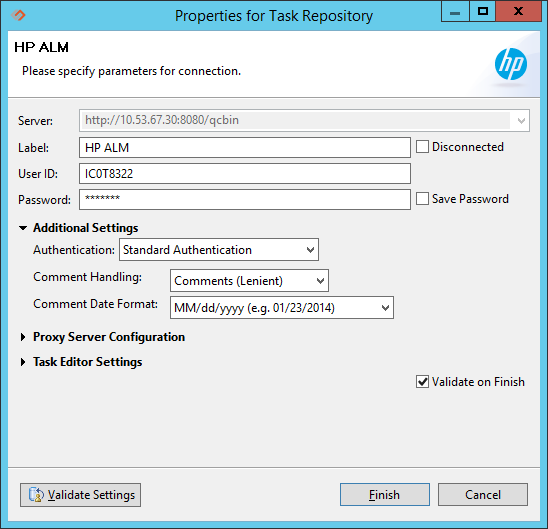 Properties for Task Repository
HP ALM
Please specify parameters for connection.
hp
Server: http://10.53.67.30:8080/qcbin
Label: HP ALM Disconnected
User ID: IC0T8322
Password: ******* Save Password
Additional Settings
Authentication: Standard Authentication
Comment Handling: Comments (Lenient)
Comment Date Format: MM/dd/yyyy (e.g. 01/23/2014)
Proxy Server Configuration
Task Editor Settings
Validate on Finish
Validate Settings Finish Cancel